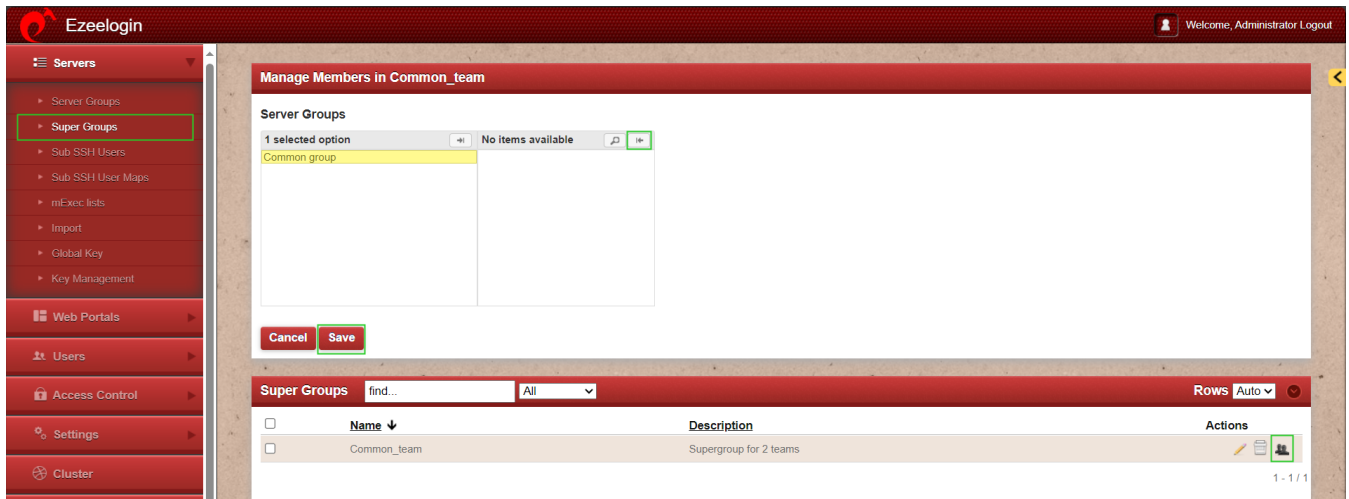 Ezeelogin
Welcome, Administrator Logout
Servers
Server Groups
Super Groups
Sub SSH Users
Sub SSH User Maps
mExec lists
Import
Global Key
Key Management
Web Portals
Users
Access Control
Settings
Cluster
Manage Members in Common_team
Server Groups
1 selected option
No items available
Common group
Cancel Save
Super Groups find... All Rows Auto
Name Description Actions
Common_team Supergroup for 2 teams
1 - 1 / 1